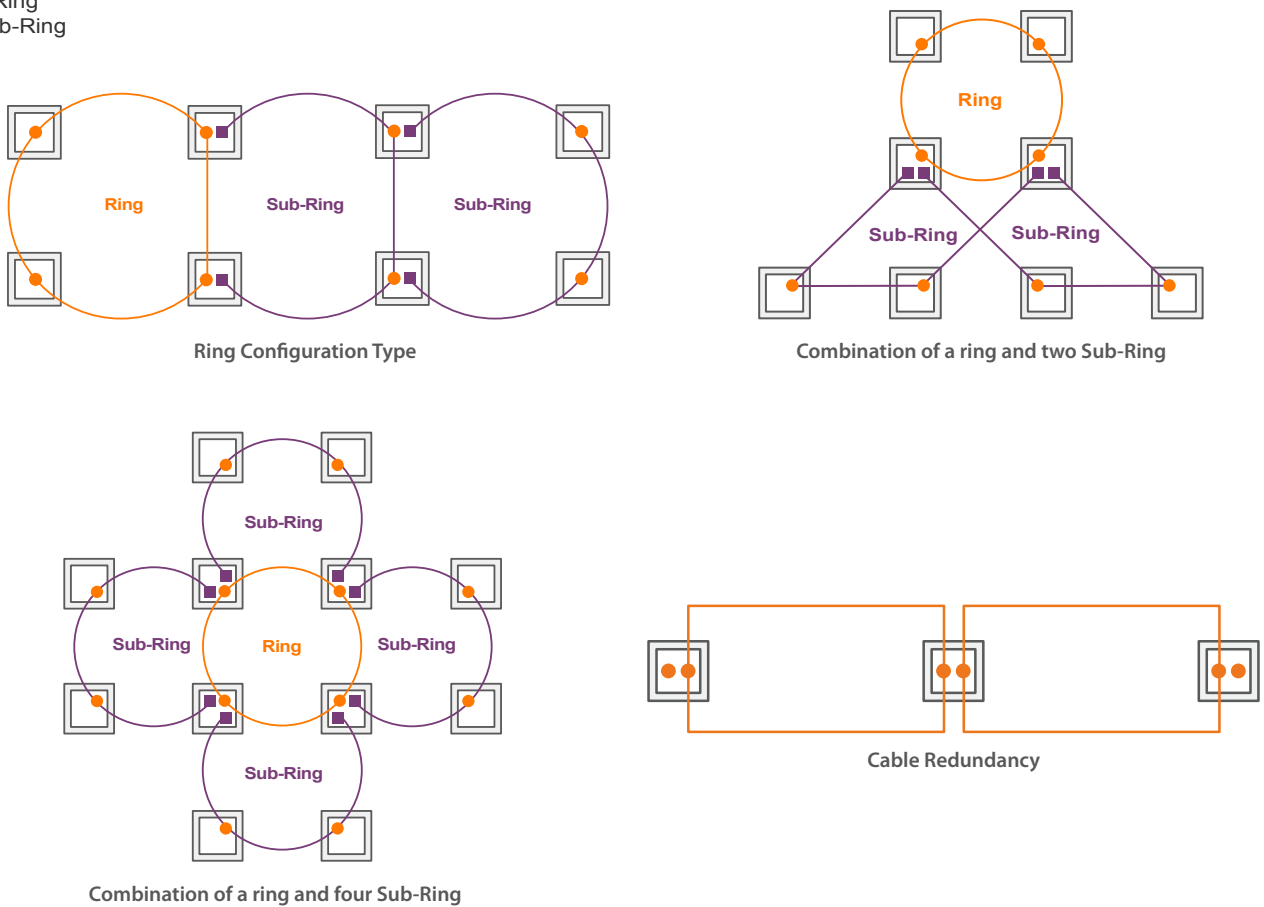 Ring
b-Ring
Ring
Sub-Ring
Sub-Ring
Ring Configuration Type
Ring
Sub-Ring
Sub-Ring
Combination of a ring and two Sub-Ring
Sub-Ring
Sub-Ring
Ring
Sub-Ring
Sub-Ring
Combination of a ring and four Sub-Ring
Cable Redundancy